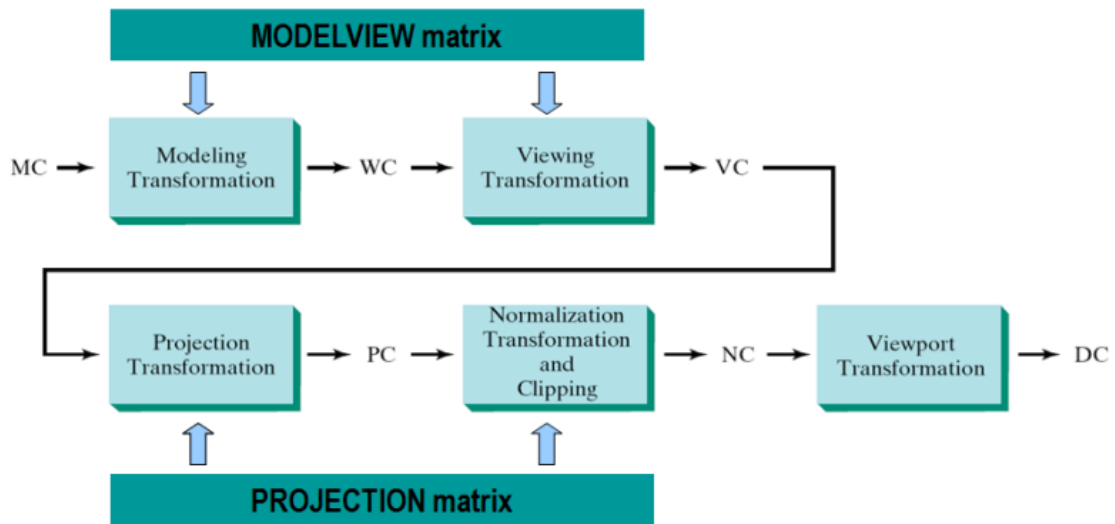 MODELVIEW matrix
MC
Modeling
Transformation
WC
Viewing
Transformation
VC
Projection
Transformation
PC
Normalization
Transformation
and
Clipping
NC
Viewport
Transformation
DC
PROJECTION matrix